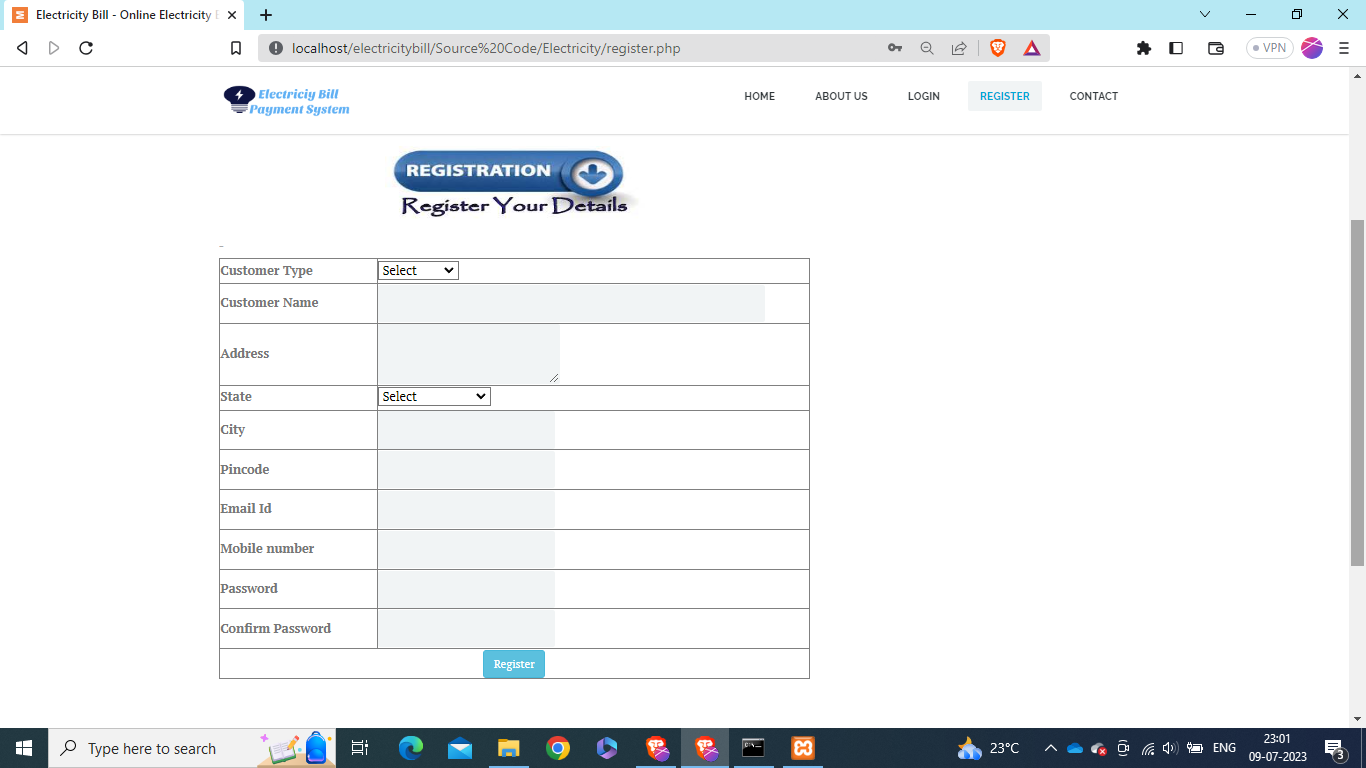 Electricity Bill - Online Electricity
localhost/electricitybill/Source%20Code/Electricity/register.php
VPN
Electriciy Bill
Payment System
HOME
ABOUT US
LOGIN
REGISTER
CONTACT
REGISTRATION
Register Your Details
-
Customer Type
Select
Customer Name
Address
State
Select
City
Pincode
Email Id
Mobile number
Password
Confirm Password
Register
Type here to search
23°C
ENG
23:01
09-07-2023
3